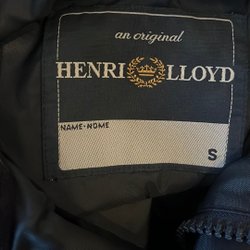 an original
HENRI LLOYD
NAME·NOME
S